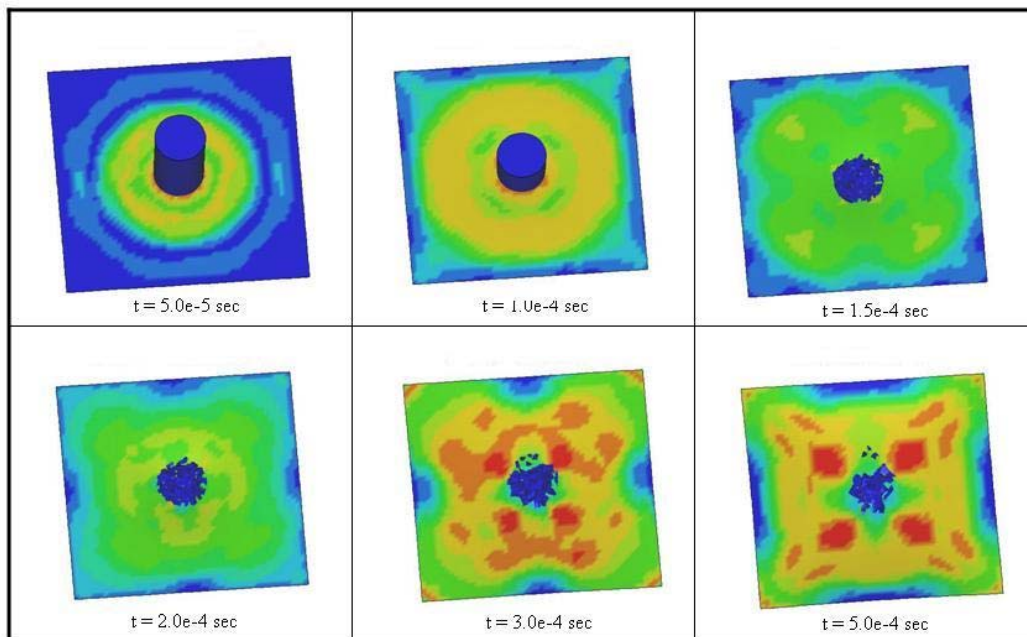 t = 5.0e-5 sec
t = 1.0e-4 sec
t = 1.5e-4 sec
t = 2.0e-4 sec
t = 3.0e-4 sec
t = 5.0e-4 sec